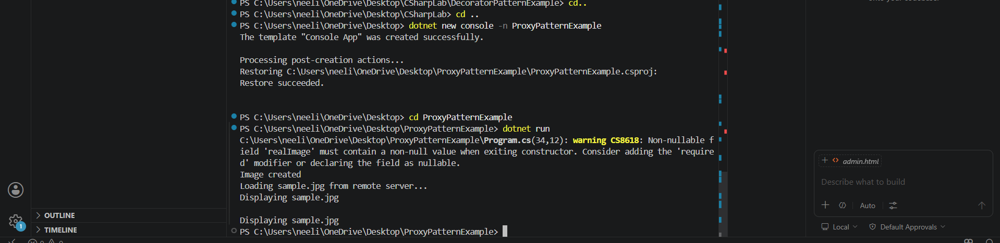 PS C:\Users\neeli\OneDrive\Desktop\CSharpLab\DecoratorPatternExample> cd..
PS C:\Users\neeli\OneDrive\Desktop\CSharpLab> cd ..
PS C:\Users\neeli\OneDrive\Desktop> dotnet new console -n ProxyPatternExample
The template "Console App" was created successfully.
Processing post-creation actions...
Restoring C:\Users\neeli\OneDrive\Desktop\ProxyPatternExample\ProxyPatternExample.csproj:
Restore succeeded.
PS C:\Users\neeli\OneDrive\Desktop> cd ProxyPatternExample
PS C:\Users\neeli\OneDrive\Desktop\ProxyPatternExample> dotnet run
C:\Users\neeli\OneDrive\Desktop\ProxyPatternExample\Program.cs(34,12): warning CS8618: Non-nullable f
ield 'realImage' must contain a non-null value when exiting constructor. Consider adding the 'require
d' modifier or declaring the field as nullable.
Image created
Loading sample.jpg from remote server...
Displaying sample.jpg
Displaying sample.jpg
PS C:\Users\neeli\OneDrive\Desktop\ProxyPatternExample>
1
OUTLINE
TIMELINE
your codebase.
admin.html
Describe what to build
Auto
Local
Default Approvals